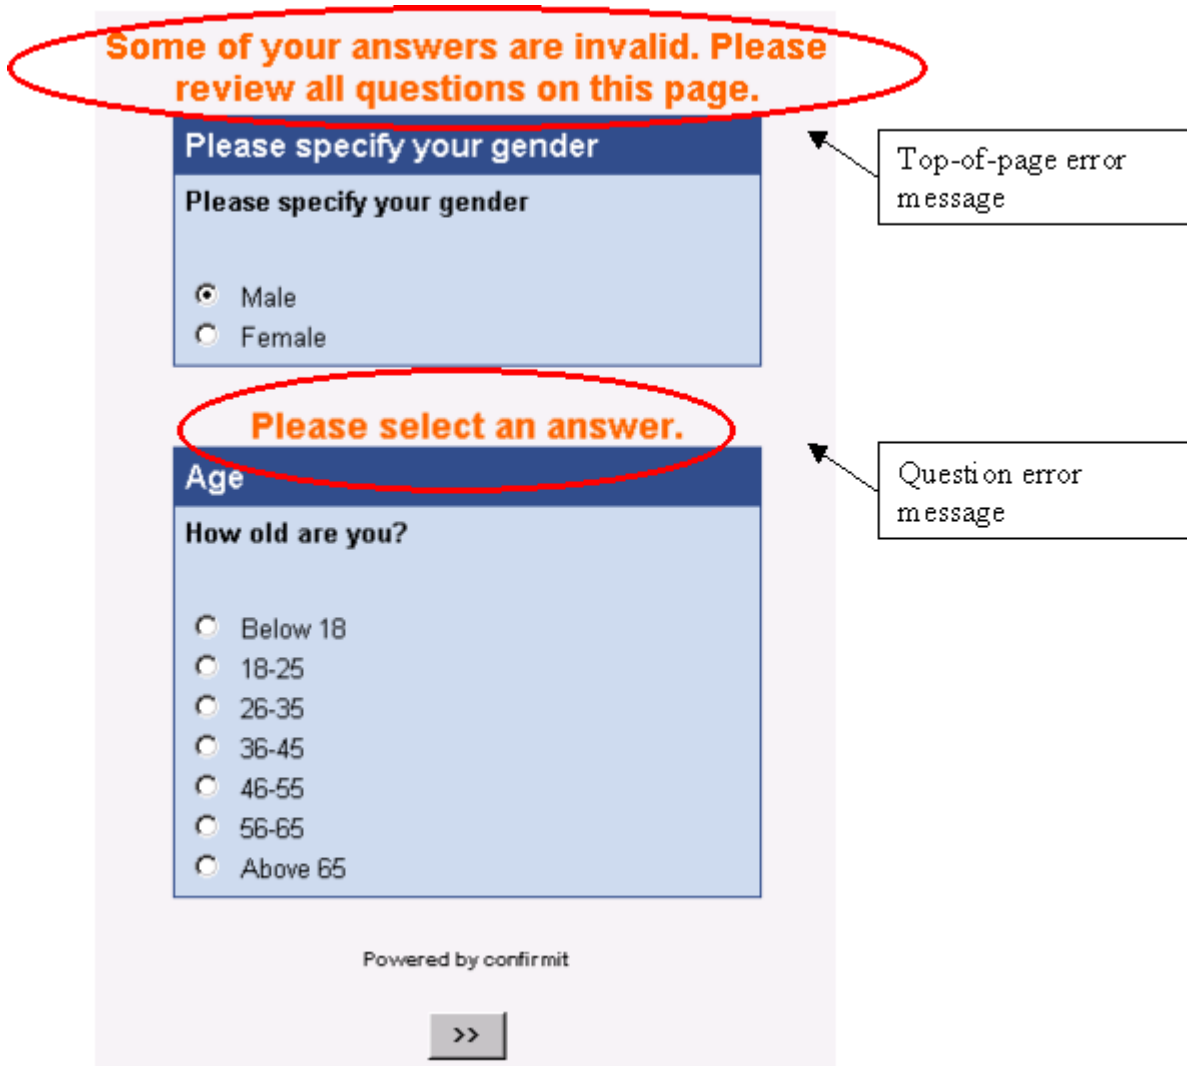 Some of your answers are invalid. Please
review all questions on this page.
Please specify your gender
Top-of-page error
message
Please specify your gender
Male
Female
Please select an answer.
Age
Question error
message
How old are you?
Below 18
18-25
26-35
36-45
46-55
56-65
Above 65
Powered by confirmit
>>